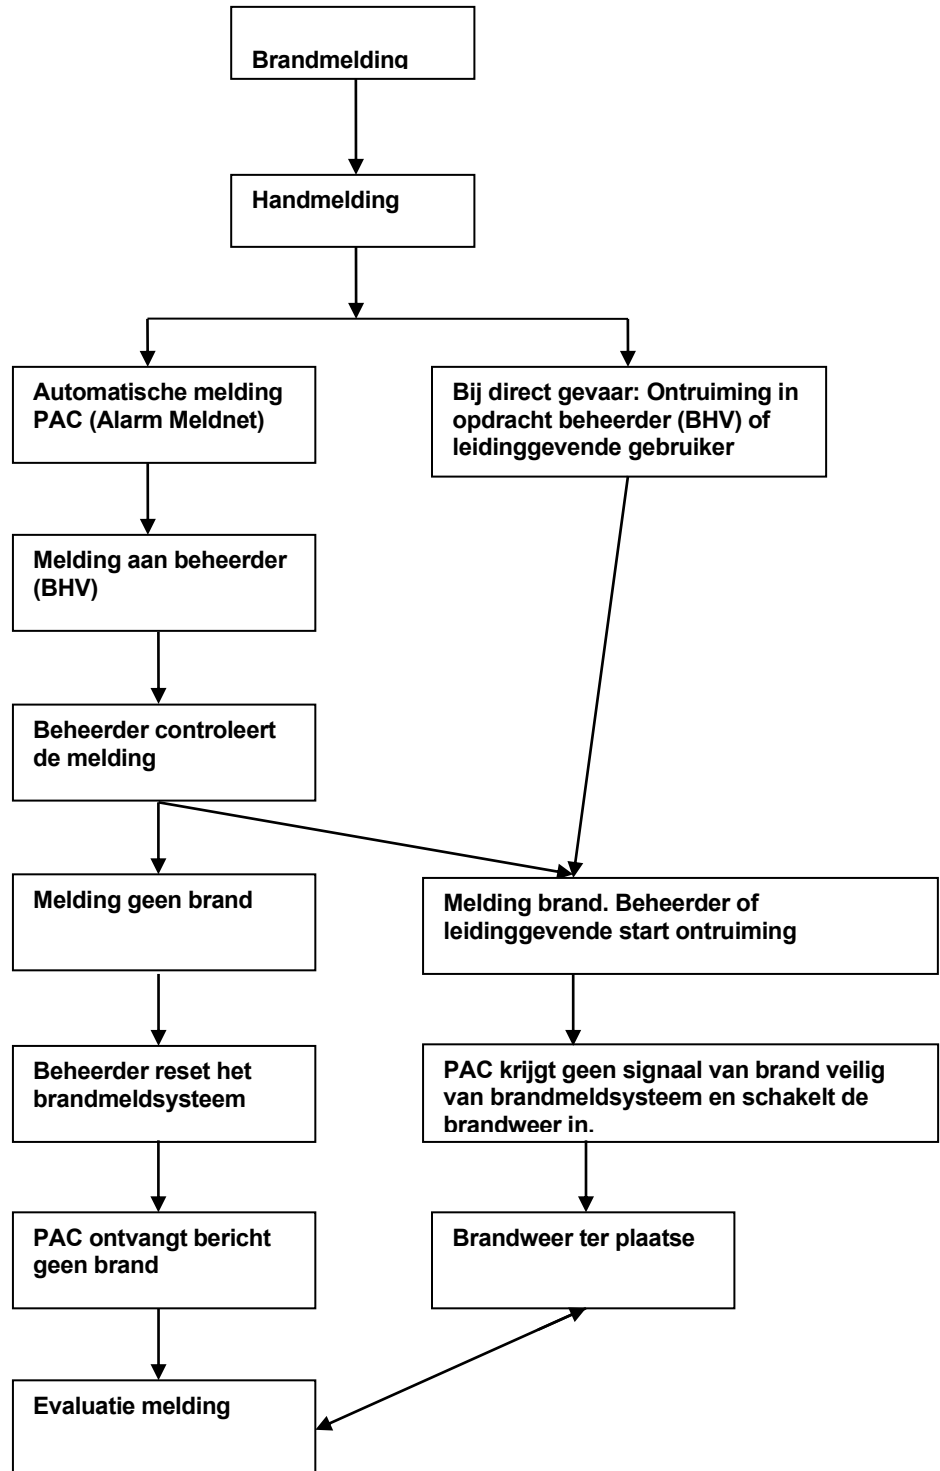 Brandmelding
Handmelding
Automatische melding
PAC (Alarm Meldnet)
Bij direct gevaar: Ontruiming in
opdracht beheerder (BHV) of
leidinggevende gebruiker
Melding aan beheerder
(BHV)
Beheerder controleert
de melding
Melding geen brand
Melding brand. Beheerder of
leidinggevende start ontruiming
Beheerder reset het
brandmeldsysteem
PAC krijgt geen signaal van brand veilig
van brandmeldsysteem en schakelt de
brandweer in.
PAC ontvangt bericht
geen brand
Brandweer ter plaatse
Evaluatie melding